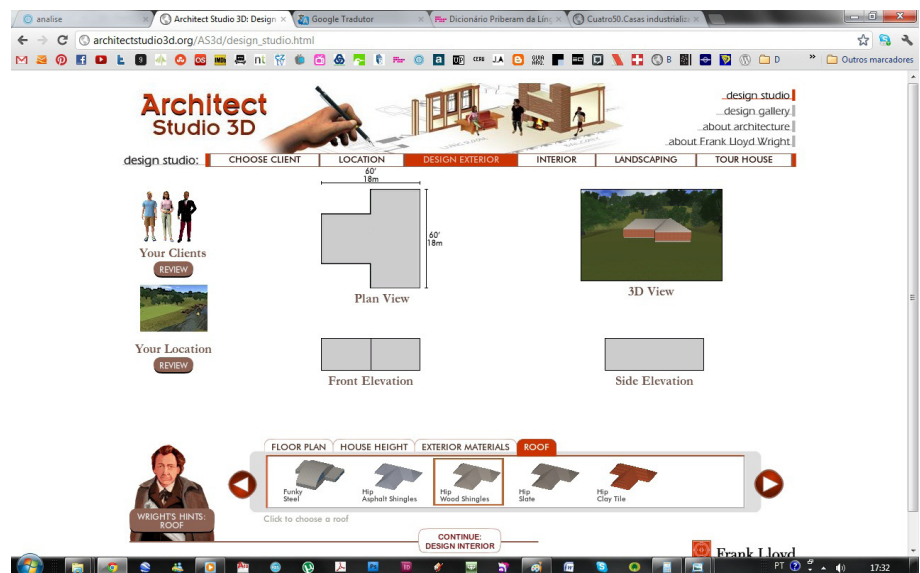 analise
Architect Studio 3D: Design
Google Tradutor
Dicionário Priberam da Líng
Cuatro50.Casas industrializ
architectstudio3d.org/AS3d/design_studio.html
B
D
Outros marcadores
Architect
Studio 3D
design studio
design gallery
about architecture
about Frank Lloyd Wright
design studio:
CHOOSE CLIENT
LOCATION
DESIGN EXTERIOR
INTERIOR
LANDSCAPING
TOUR HOUSE
60'
18m
60'
18m
Your Clients
REVIEW
Plan View
3D View
Your Location
REVIEW
Front Elevation
Side Elevation
FLOOR PLAN
HOUSE HEIGHT
EXTERIOR MATERIALS
ROOF
Funky
Steel
Hip
Asphalt Shingles
Hip
Wood Shingles
Hip
Slate
Hip
Clay Tile
WRIGHT'S HINTS:
ROOF
Click to choose a roof
CONTINUE:
DESIGN INTERIOR
Frank Lloyd
PT
17:32